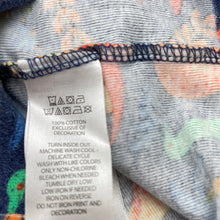 100% COTTON
EXCLUSIVE OF
DECORATION
TURN INSIDE OUT
MACHINE WASH COOL -
DELICATE CYCLE
WASH WITH LIKE COLORS
ONLY NON-CHLORINE
BLEACH WHEN NEEDED
TUMBLE DRY LOW
LOW IRON IF NEEDED
IRON ON REVERSE
DO NOT IRON PRINT AND
DECORATION